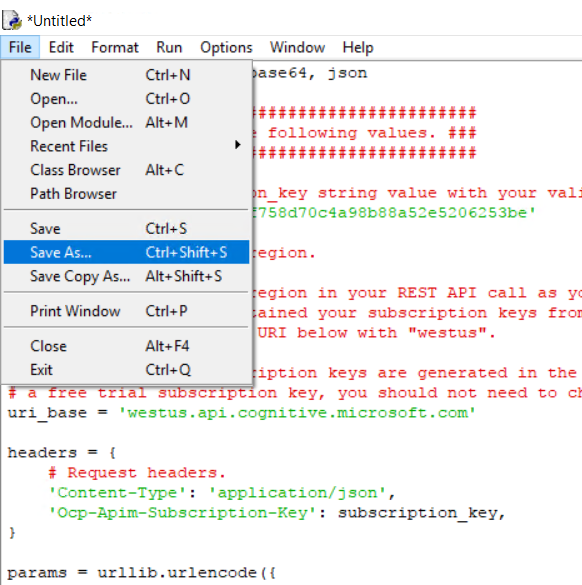 *Untitled*
File Edit Format Run Options Window Help
New File Ctrl+N
Open... Ctrl+O
Open Module... Alt+M
Recent Files
Class Browser Alt+C
Path Browser
Save Ctrl+S
Save As... Ctrl+Shift+S
Save Copy As... Alt+Shift+S
Print Window Ctrl+P
Close Alt+F4
Exit Ctrl+Q
base64, json
######################
e following values. ###
######################
on_key string value with your vali
f758d70c4a98b88a52e5206253be'
region.
region in your REST API call as yo
tained your subscription keys from
URI below with "westus".
ription keys are generated in the
# a free trial subscription key, you should not need to ch
uri_base = 'westus.api.cognitive.microsoft.com'
headers = {
# Request headers.
'Content-Type': 'application/json',
'Ocp-Apim-Subscription-Key': subscription_key,
}
params = urllib.urlencode({